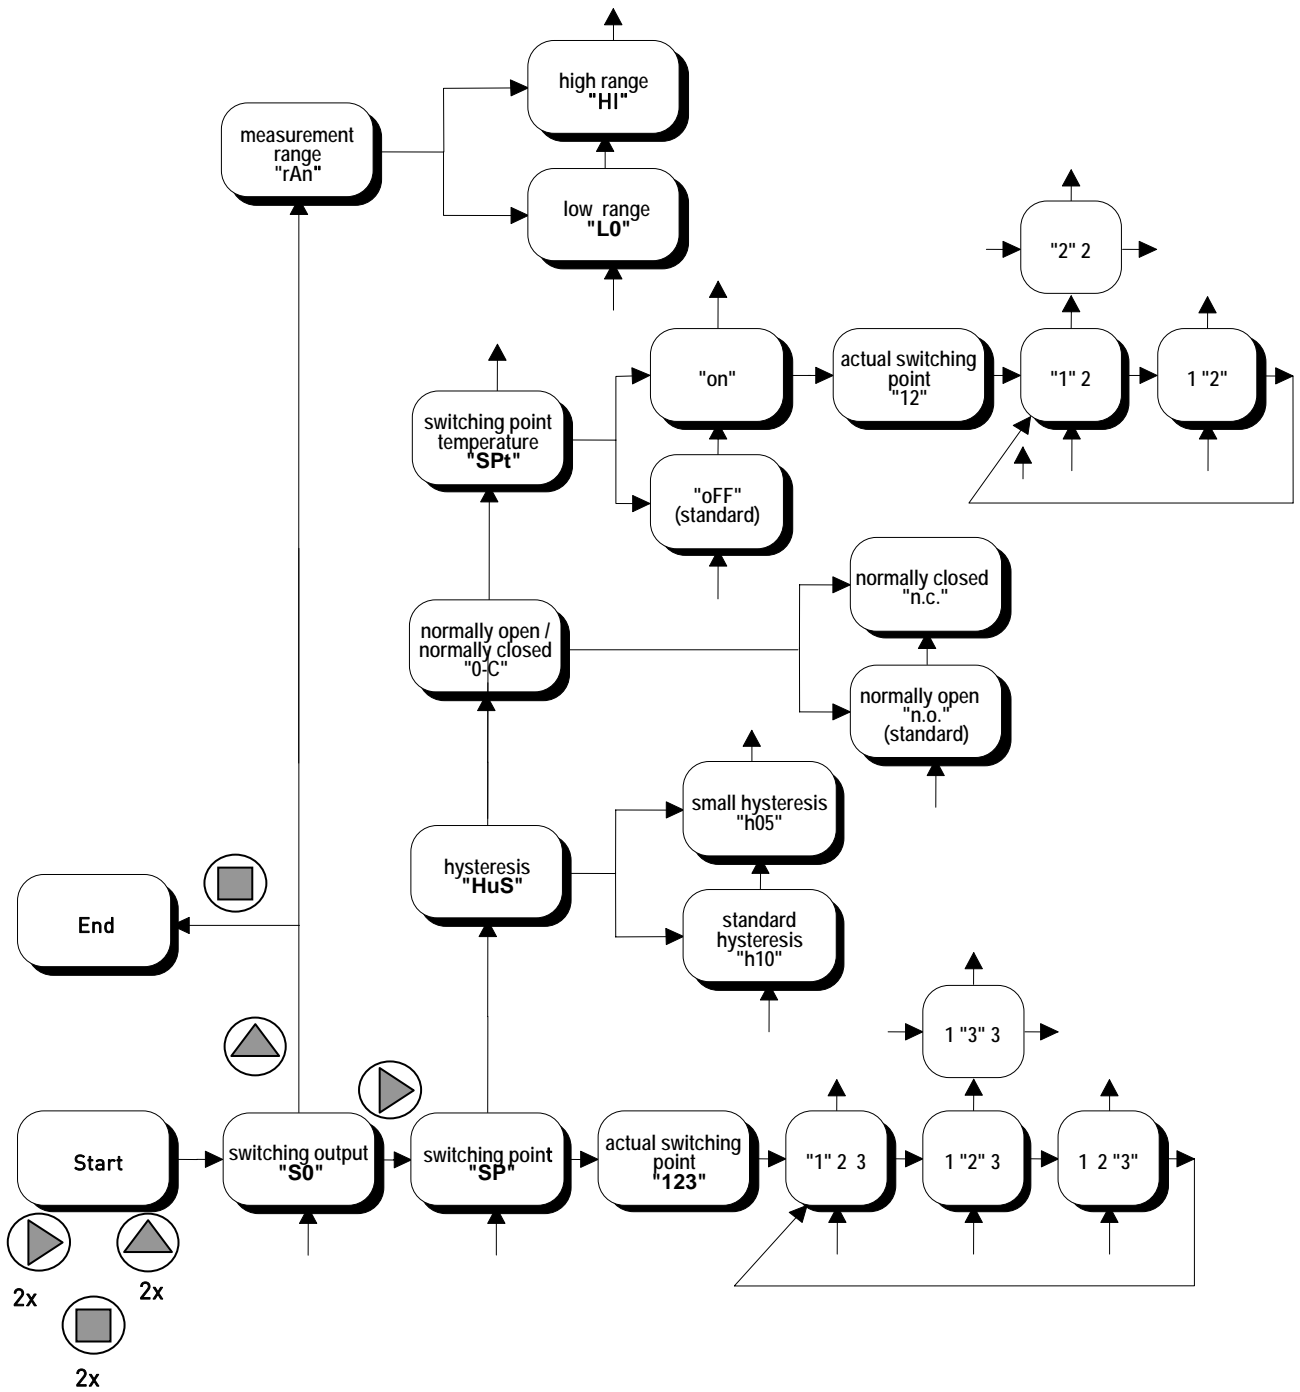 high range
"HI"
measurement
range
"rAn"
low range
"L0"
"2" 2
"on"
actual switching
point
"12"
"1" 2
1 "2"
switching point
temperature
"SPt"
"oFF"
(standard)
normally closed
"n.c."
normally open /
normally closed
"0-C"
normally open
"n.o."
(standard)
small hysteresis
"h05"
hysteresis
"HuS"
End
standard
hysteresis
"h10"
1 "3" 3
Start
switching output
"S0"
switching point
"SP"
actual switching
point
"123"
"1" 2 3
1 "2" 3
1 2 "3"
2x
2x
2x